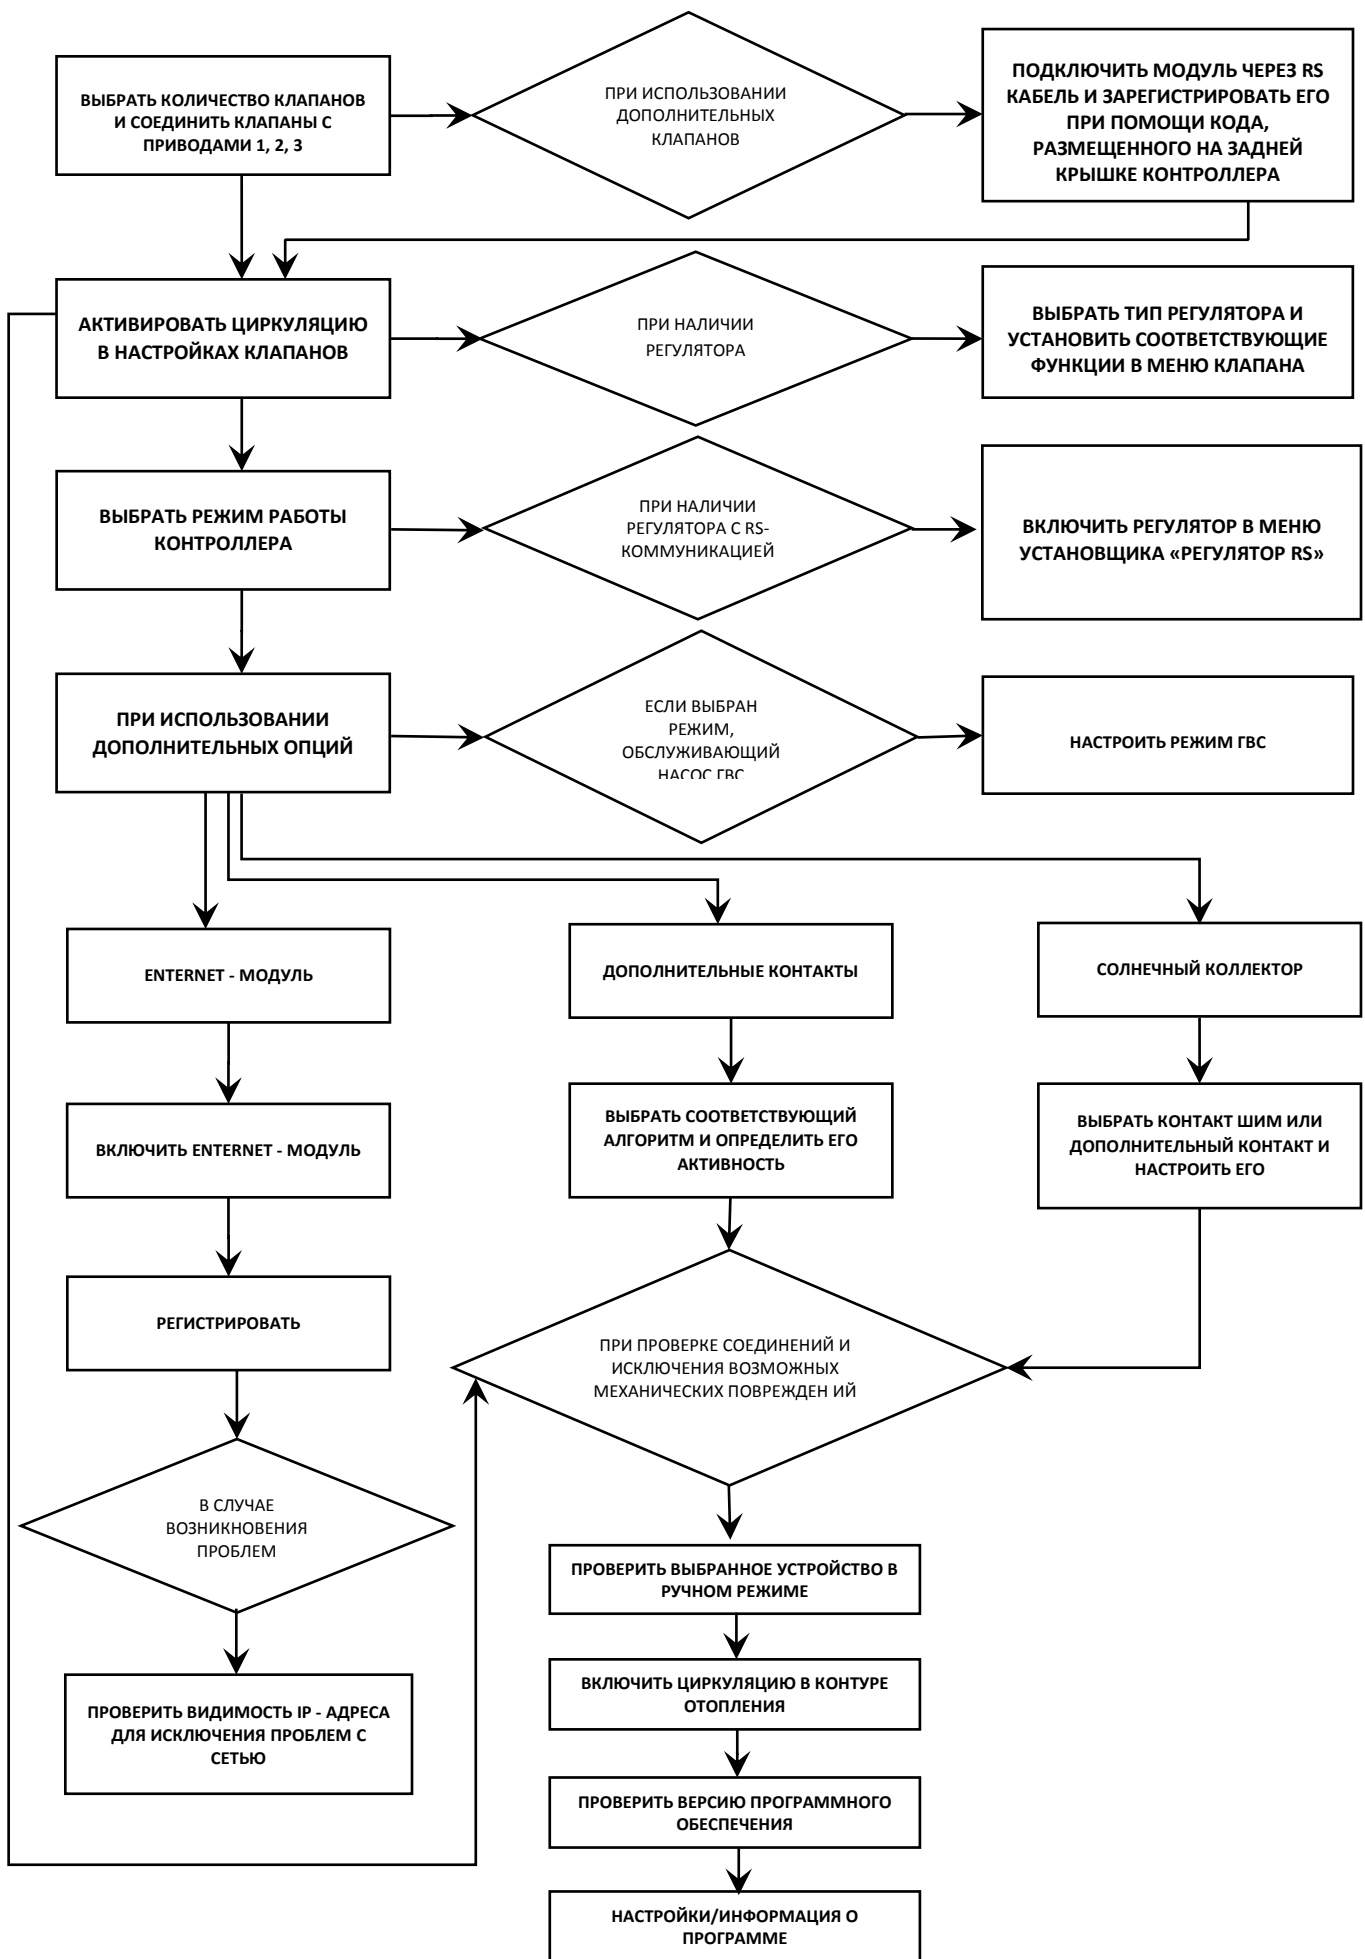 ВЫБРАТЬ КОЛИЧЕСТВО КЛАПАНОВ
И СОЕДИНИТЬ КЛАПАНЫ С
ПРИВОДАМИ 1, 2, 3
ПРИ ИСПОЛЬЗОВАНИИ
ДОПОЛНИТЕЛЬНЫХ
КЛАПАНОВ
ПОДКЛЮЧИТЬ МОДУЛЬ ЧЕРЕЗ RS
КАБЕЛЬ И ЗАРЕГИСТРИРОВАТЬ ЕГО
ПРИ ПОМОЩИ КОДА,
РАЗМЕЩЕННОГО НА ЗАДНЕЙ
КРЫШКЕ КОНТРОЛЛЕРА
АКТИВИРОВАТЬ ЦИРКУЛЯЦИЮ
В НАСТРОЙКАХ КЛАПАНОВ
ПРИ НАЛИЧИИ
РЕГУЛЯТОРА
ВЫБРАТЬ ТИП РЕГУЛЯТОРА И
УСТАНОВИТЬ СООТВЕТСТВУЮЩИЕ
ФУНКЦИИ В МЕНЮ КЛАПАНА
ВЫБРАТЬ РЕЖИМ РАБОТЫ
КОНТРОЛЛЕРА
ПРИ НАЛИЧИИ
РЕГУЛЯТОРА С RS-
КОММУНИКАЦИЕЙ
ВКЛЮЧИТЬ РЕГУЛЯТОР В МЕНЮ
УСТАНОВЩИКА «РЕГУЛЯТОР RS»
ПРИ ИСПОЛЬЗОВАНИИ
ДОПОЛНИТЕЛЬНЫХ ОПЦИЙ
ЕСЛИ ВЫБРАН
РЕЖИМ,
ОБСЛУЖИВАЮЩИЙ
НАСОС ГВС
НАСТРОИТЬ РЕЖИМ ГВС
ENTERNET - МОДУЛЬ
ДОПОЛНИТЕЛЬНЫЕ КОНТАКТЫ
СОЛНЕЧНЫЙ КОЛЛЕКТОР
ВКЛЮЧИТЬ ENTERNET - МОДУЛЬ
ВЫБРАТЬ СООТВЕТСТВУЮЩИЙ
АЛГОРИТМ И ОПРЕДЕЛИТЬ ЕГО
АКТИВНОСТЬ
ВЫБРАТЬ КОНТАКТ ШИМ ИЛИ
ДОПОЛНИТЕЛЬНЫЙ КОНТАКТ И
НАСТРОИТЬ ЕГО
РЕГИСТРИРОВАТЬ
ПРИ ПРОВЕРКЕ СОЕДИНЕНИЙ И
ИСКЛЮЧЕНИЯ ВОЗМОЖНЫХ
МЕХАНИЧЕСКИХ ПОВРЕЖДЕН ИЙ
В СЛУЧАЕ
ВОЗНИКНОВЕНИЯ
ПРОБЛЕМ
ПРОВЕРИТЬ ВЫБРАННОЕ УСТРОЙСТВО В
РУЧНОМ РЕЖИМЕ
ПРОВЕРИТЬ ВИДИМОСТЬ IP - АДРЕСА
ДЛЯ ИСКЛЮЧЕНИЯ ПРОБЛЕМ С
СЕТЬЮ
ВКЛЮЧИТЬ ЦИРКУЛЯЦИЮ В КОНТУРЕ
ОТОПЛЕНИЯ
ПРОВЕРИТЬ ВЕРСИЮ ПРОГРАММНОГО
ОБЕСПЕЧЕНИЯ
НАСТРОЙКИ/ИНФОРМАЦИЯ О
ПРОГРАММЕ